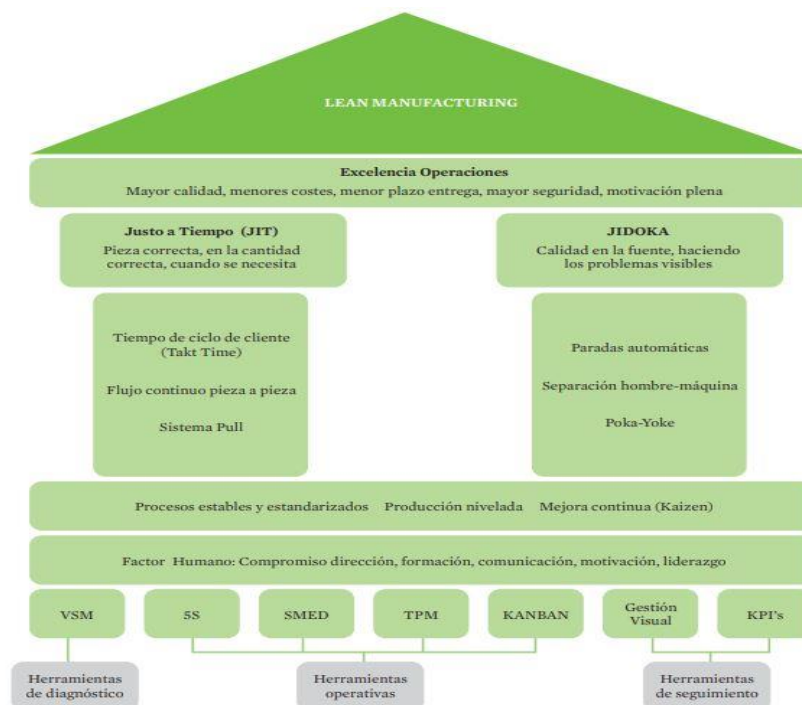 LEAN MANUFACTURING
Excelencia Operaciones
Mayor calidad, menores costes, menor plazo entrega, mayor seguridad, motivación plena
Justo a Tiempo (JIT)
Pieza correcta, en la cantidad
correcta, cuando se necesita
JIDOKA
Calidad en la fuente, haciendo
los problemas visibles
Tiempo de ciclo de cliente
(Takt Time)
Flujo continuo pieza a pieza
Sistema Pull
Paradas automáticas
Separación hombre-máquina
Poka-Yoke
Procesos estables y estandarizados Producción nivelada Mejora continua (Kaizen)
Factor Humano: Compromiso dirección, formación, comunicación, motivación, liderazgo
VSM
5S
SMED
TPM
KANBAN
Gestión
Visual
KPI's
Herramientas
de diagnóstico
Herramientas
operativas
Herramientas
de seguimiento